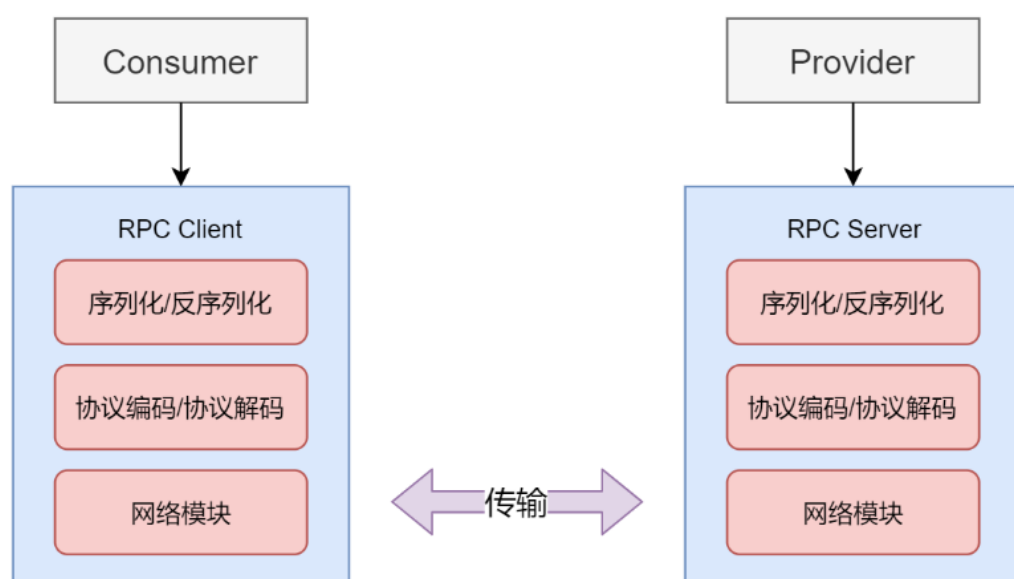 Consumer
Provider
RPC Client
RPC Server
序列化/反序列化
序列化/反序列化
协议编码/协议解码
协议编码/协议解码
网络模块
传输
网络模块